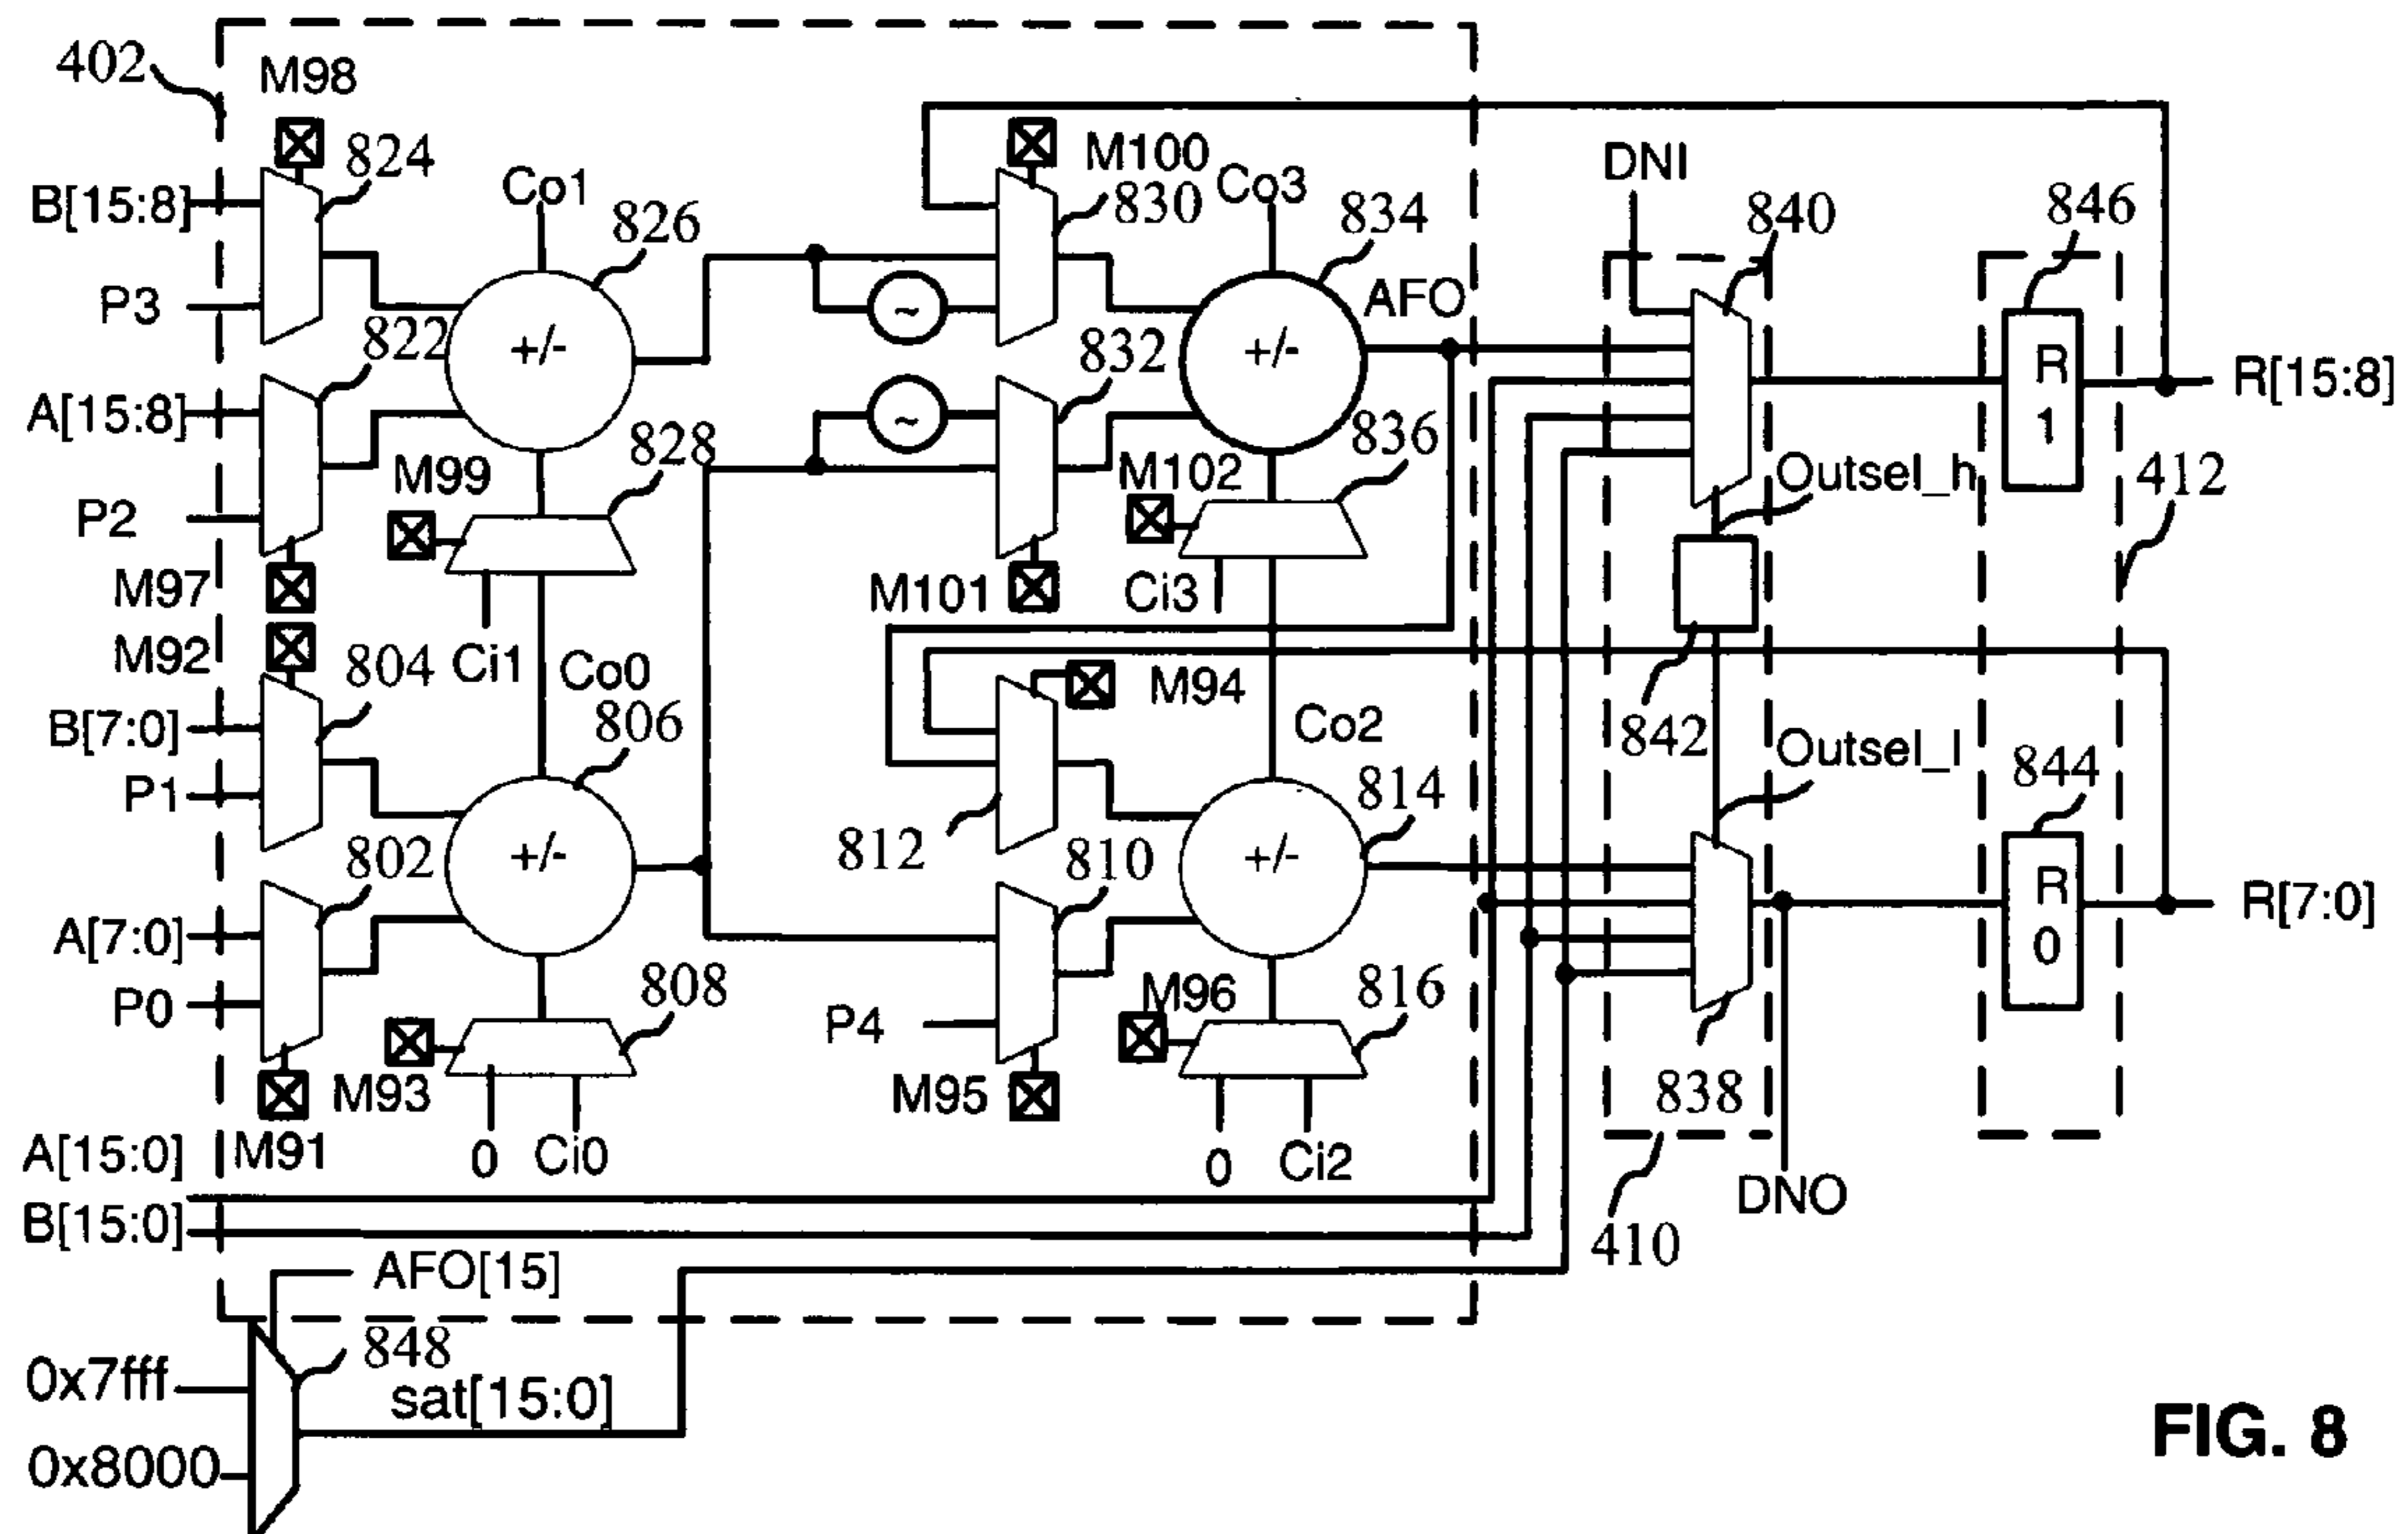 402
M98
824
B[15:8]
P3
Co1
826
+/-
822
A[15:8]
P2
M97
M99
828
Ci1
M100
830
Co3
834
AFO
~
832
~
+/-
836
M102
M101
Ci3
DNI
840
846
R
1
R[15:8]
Outsel_h
412
M92
804
B[7:0]
P1
Co0
806
+/-
802
A[7:0]
P0
M91
M93
808
0
Ci0
M94
Co2
812
810
814
+/-
P4
M95
M96
816
0
Ci2
842
Outsel_l
844
R
0
R[7:0]
838
410
DNO
A[15:0]
B[15:0]
AFO[15]
848
0x7fff
sat[15:0]
0x8000
FIG. 8